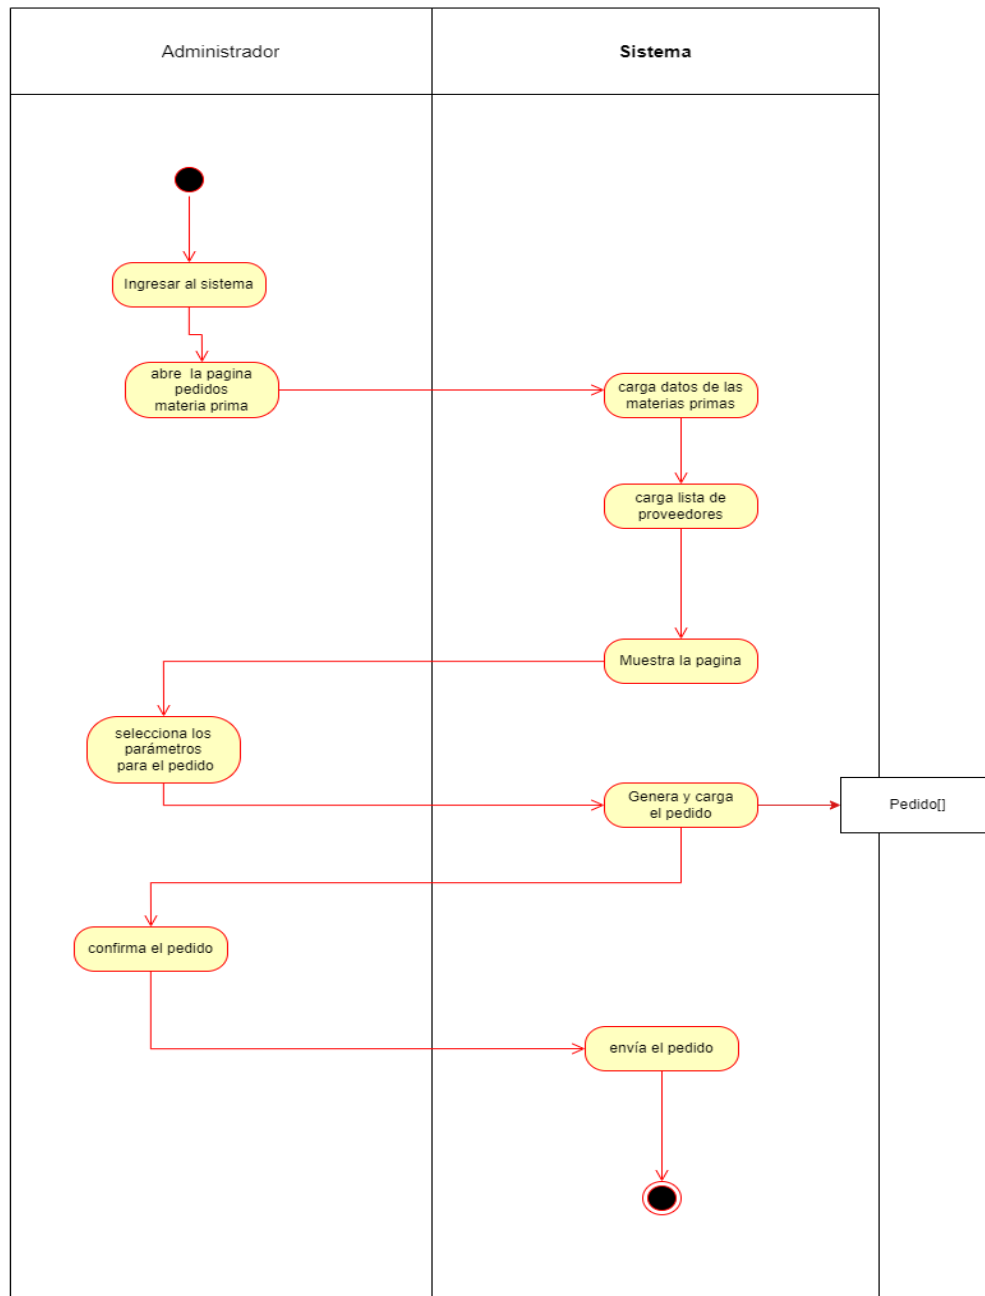 Administrador
Sistema
Ingresar al sistema
abre la pagina
pedidos
materia prima
carga datos de las
materias primas
carga lista de
proveedores
Muestra la pagina
selecciona los
parámetros
para el pedido
Genera y carga
el pedido
Pedido[]
confirma el pedido
envía el pedido